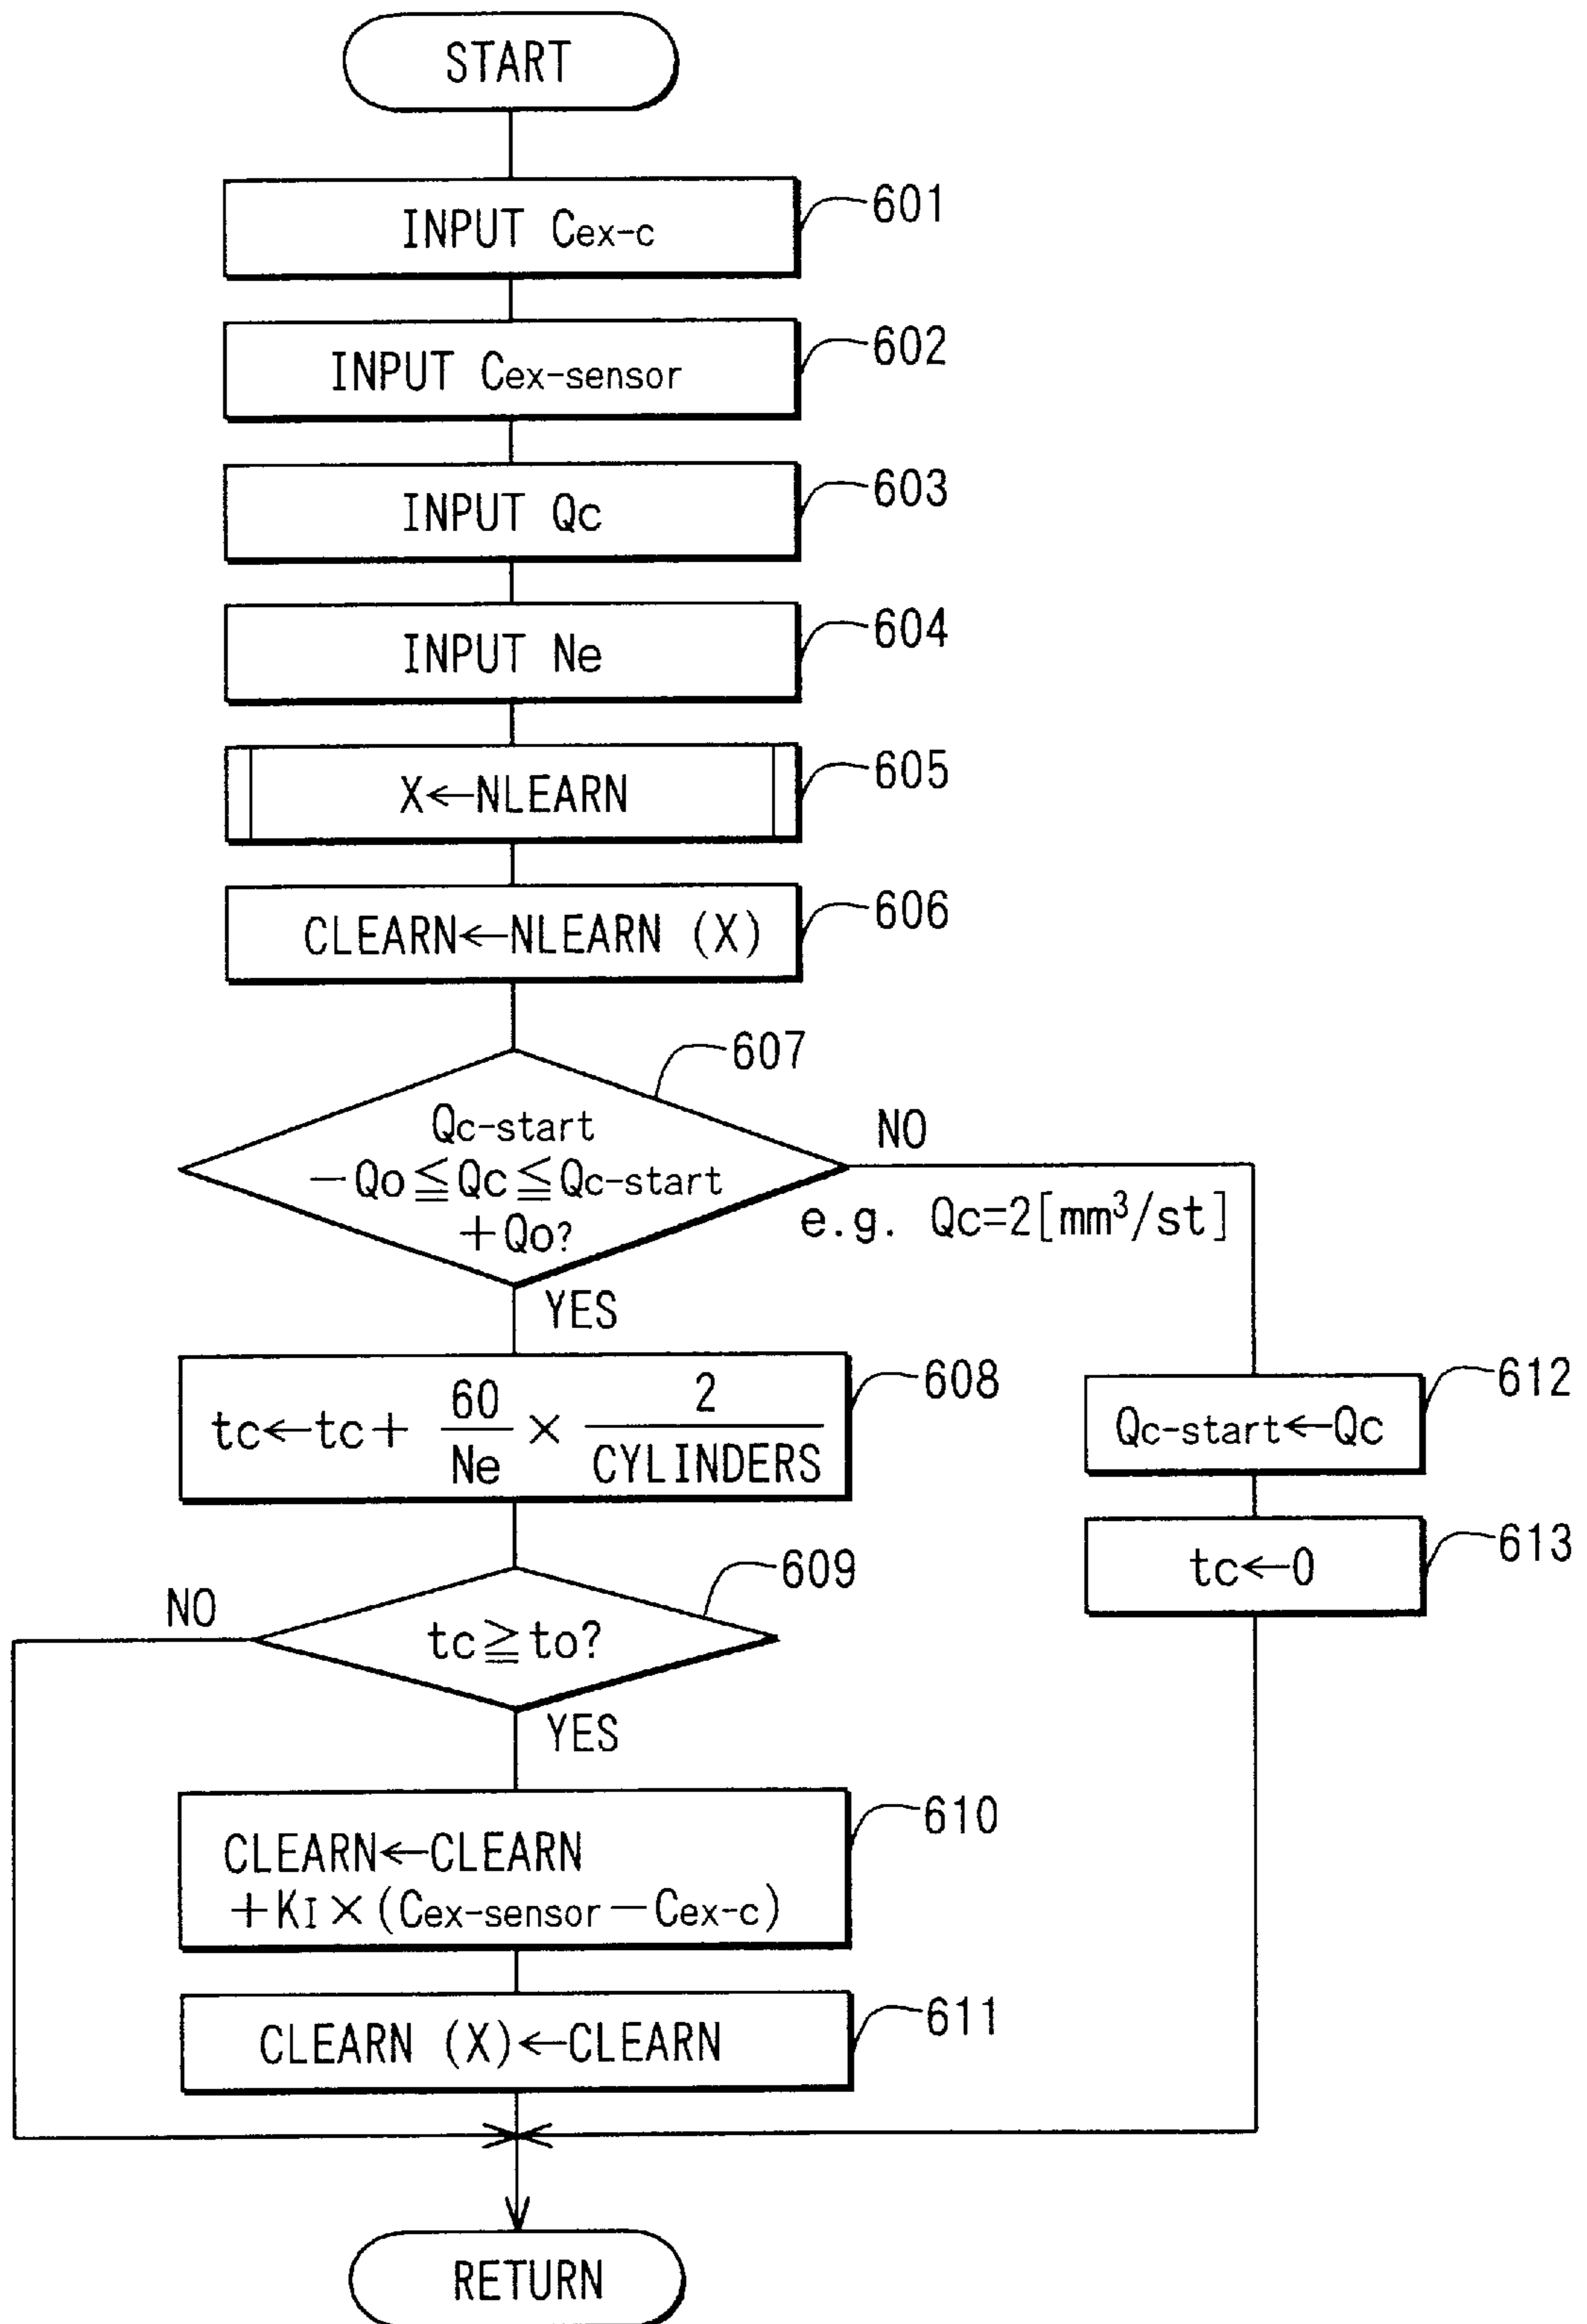 START
INPUT Cex-c
601
INPUT Cex-sensor
602
INPUT Qc
603
INPUT Ne
604
X←NLEARN
605
CLEARN←NLEARN (X)
606
607
Qc-start
−Qo≦Qc≦Qc-start
+Qo?
NO
e.g. Qc=2[mm³/st]
YES
tc←tc+ 60/Ne × 2/CYLINDERS
608
Qc-start←Qc
612
tc←0
613
609
tc≧to?
NO
YES
CLEARN←CLEARN
+KI×(Cex-sensor−Cex-c)
610
CLEARN (X)←CLEARN
611
RETURN